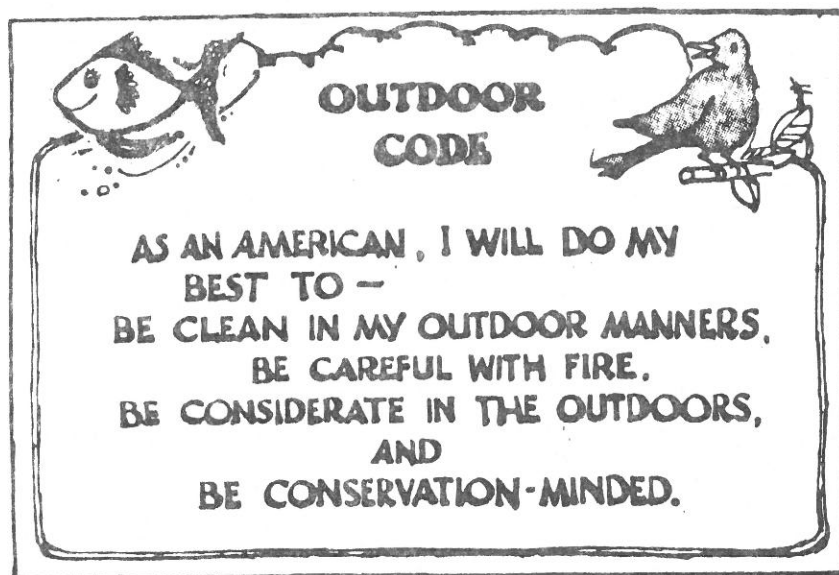 OUTDOOR
CODE
AS AN AMERICAN, I WILL DO MY
BEST TO —
BE CLEAN IN MY OUTDOOR MANNERS,
BE CAREFUL WITH FIRE.
BE CONSIDERATE IN THE OUTDOORS,
AND
BE CONSERVATION-MINDED.